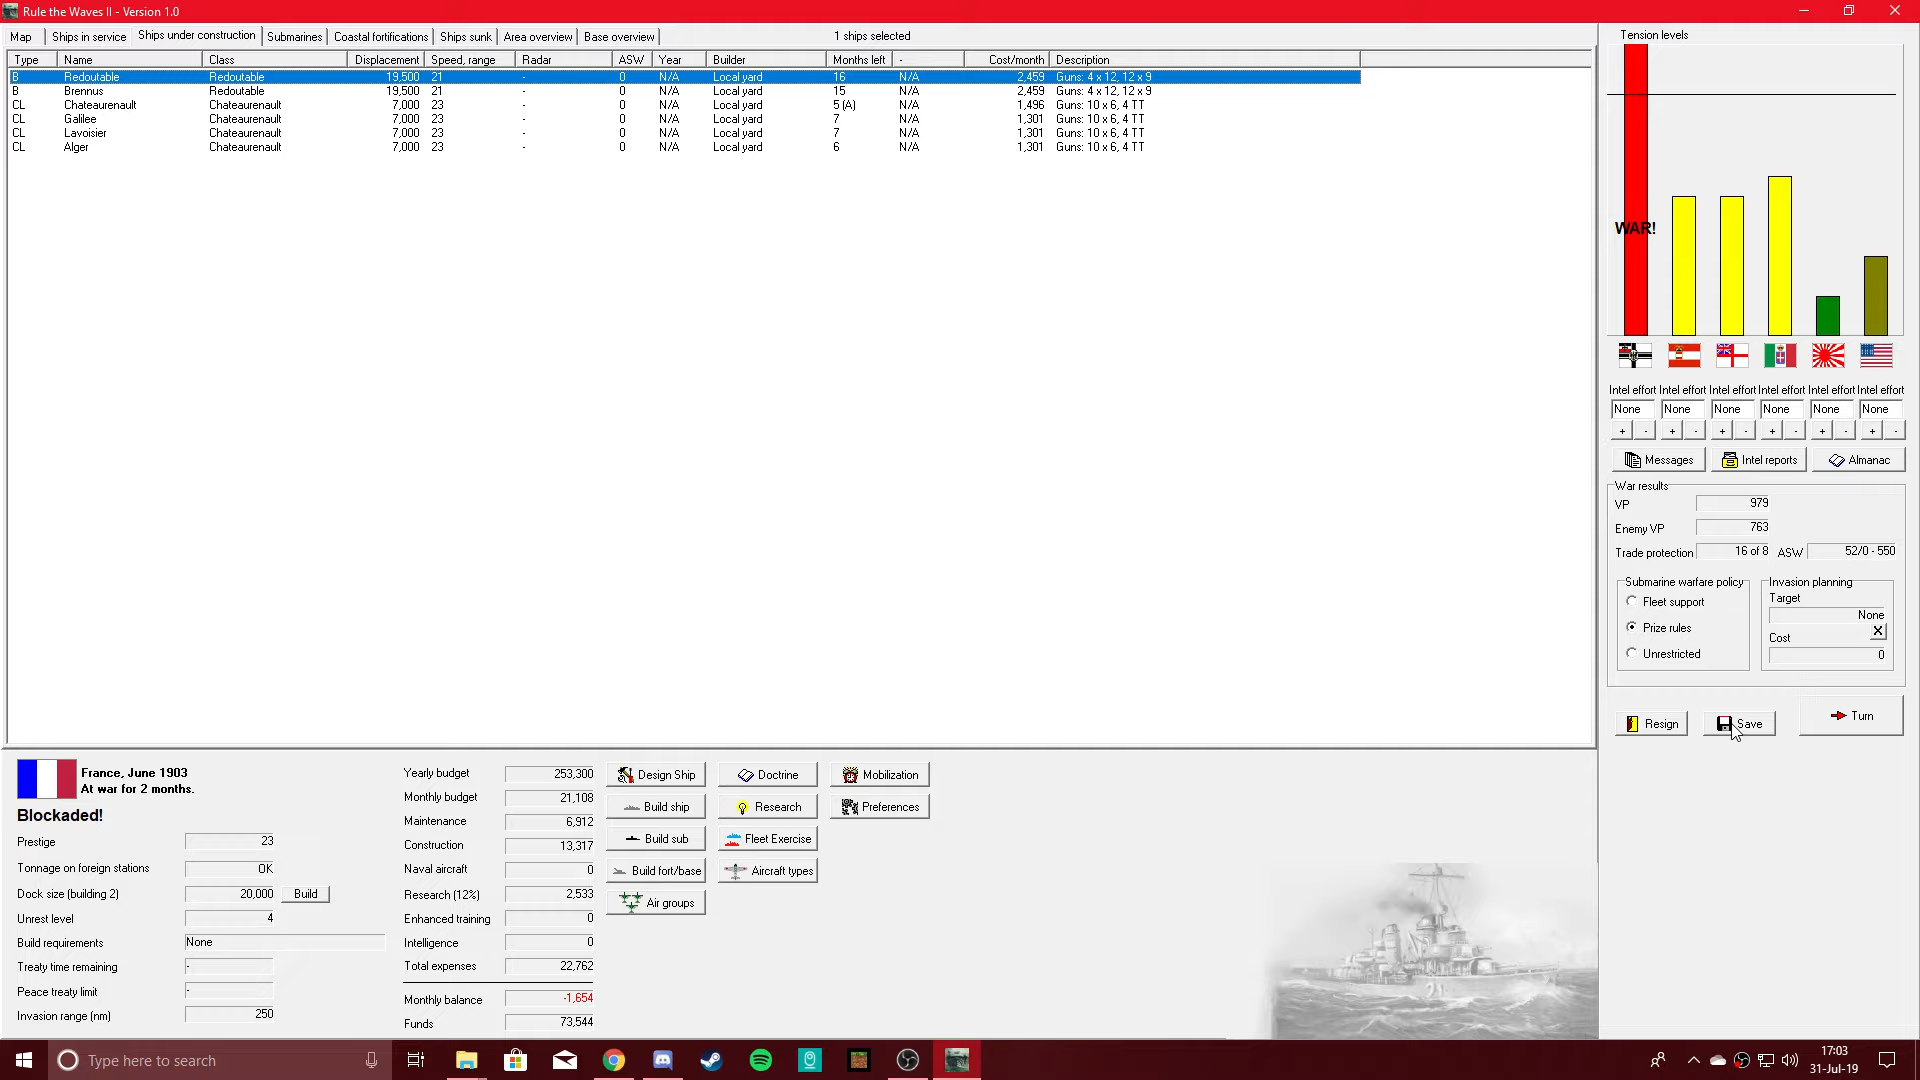 Rule the Waves II - Version 1.0
Map Ships in service Ships under construction Submarines Coastal fortifications Ships sunk Area overview Base overview 1 ships selected
Type Name Class Displacement Speed, range Radar ASW Year Builder Months left - Cost/month Description
B Redoutable Redoutable 19,500 21 - 0 N/A Local yard 16 N/A 2,459 Guns: 4 x 12, 12 x 9
B Brennus Redoutable 19,500 21 - 0 N/A Local yard 15 N/A 2,459 Guns: 4 x 12, 12 x 9
CL Chateaurenault Chateaurenault 7,000 23 - 0 N/A Local yard 5 (A) N/A 1,496 Guns: 10 x 6, 4 TT
CL Galilee Chateaurenault 7,000 23 - 0 N/A Local yard 7 N/A 1,301 Guns: 10 x 6, 4 TT
CL Lavoisier Chateaurenault 7,000 23 - 0 N/A Local yard 7 N/A 1,301 Guns: 10 x 6, 4 TT
CL Alger Chateaurenault 7,000 23 - 0 N/A Local yard 6 N/A 1,301 Guns: 10 x 6, 4 TT
Tension levels
WAR!
Intel effort Intel effort Intel effort Intel effort Intel effort Intel effort
None None None None None None
+ - + - + - + - + - + -
Messages Intel reports Almanac
War results
VP 979
Enemy VP 763
Trade protection 16 of 8 ASW 52/0 - 550
Submarine warfare policy Invasion planning
Fleet support Target
None
Prize rules Cost X
Unrestricted 0
Resign Save Turn
France, June 1903
At war for 2 months.
Blockaded!
Prestige 23
Tonnage on foreign stations OK
Dock size (building 2) 20,000 Build
Unrest level 4
Build requirements None
Treaty time remaining -
Peace treaty limit -
Invasion range (nm) 250
Yearly budget 253,300
Monthly budget 21,108
Maintenance 6,912
Construction 13,317
Naval aircraft 0
Research (12%) 2,533
Enhanced training 0
Intelligence 0
Total expenses 22,762
Monthly balance -1,654
Funds 73,544
Design Ship Doctrine Mobilization
Build ship Research Preferences
Build sub Fleet Exercise
Build fort/base Aircraft types
Air groups
Type here to search
17:03
31-Jul-19